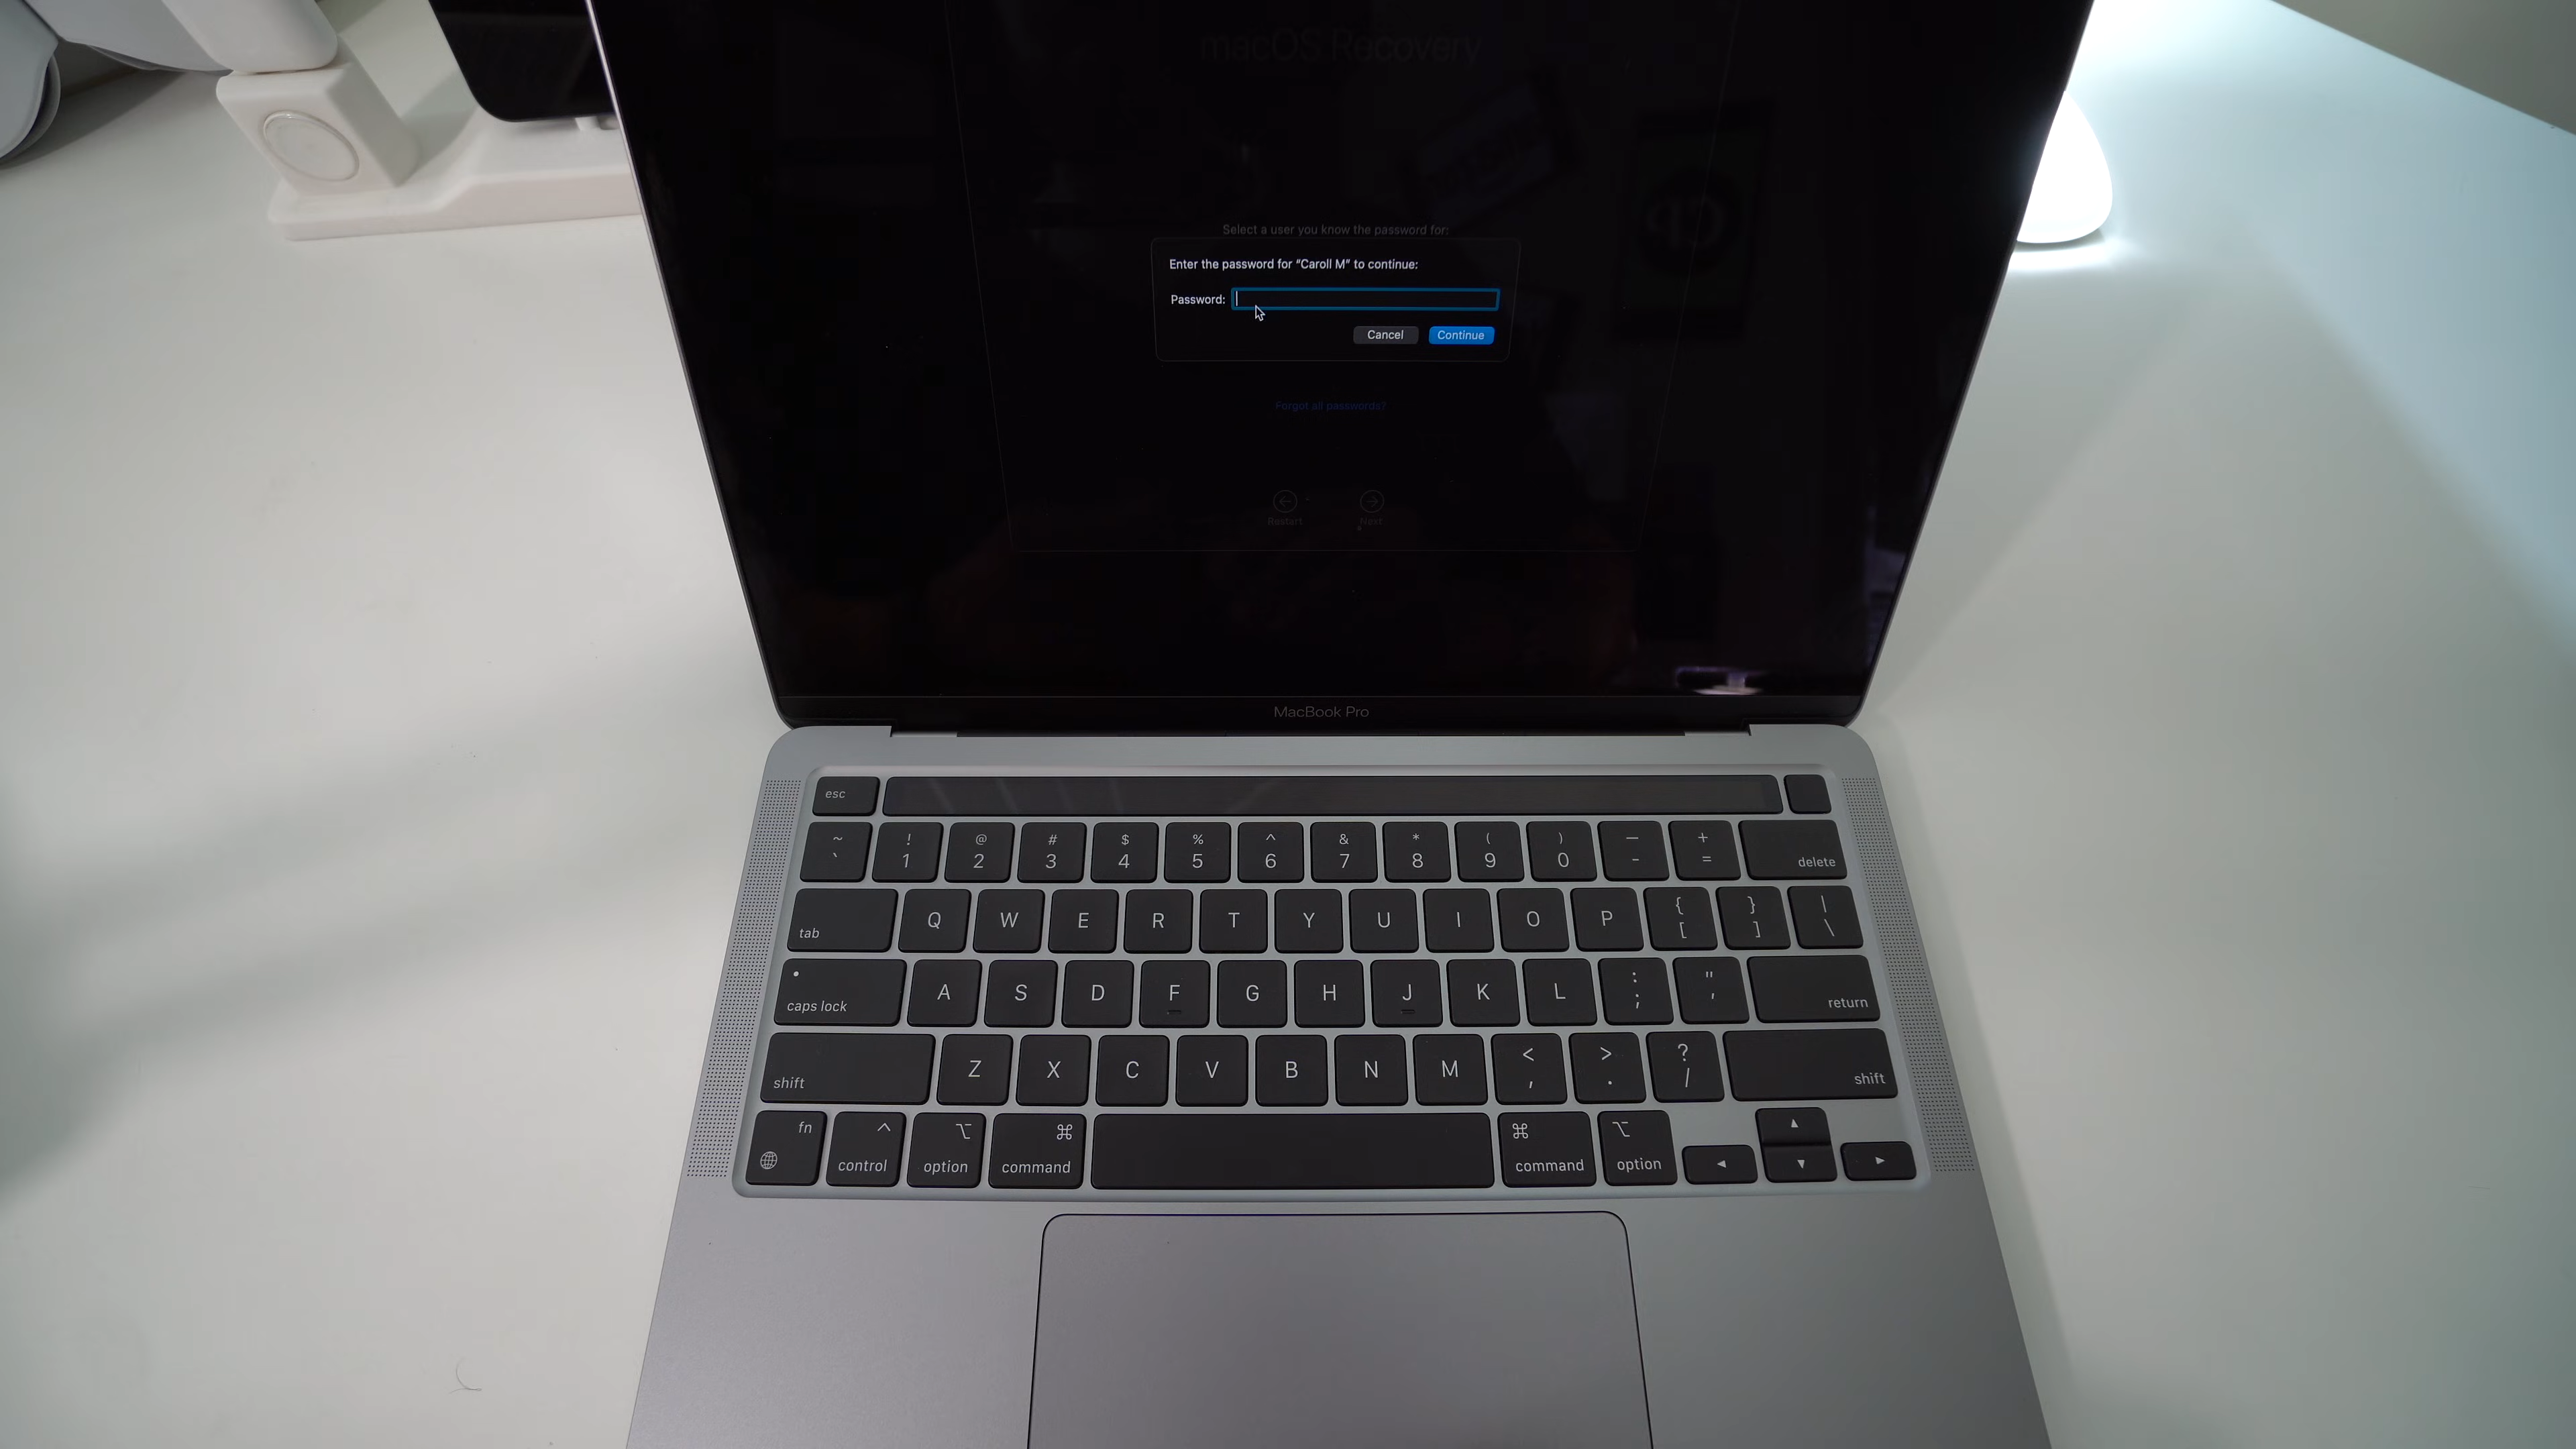 macOS Recovery
Select a user you know the password for:
Enter the password for “Caroll M” to continue:
Password:
Cancel Continue
Forgot all passwords?
Restart Next
MacBook Pro
esc
~ ! @ # $ % ^ & * ( ) — +
` 1 2 3 4 5 6 7 8 9 0 - = delete
tab Q W E R T Y U I O P { [ } ] | \
caps lock A S D F G H J K L : ; " ' return
shift Z X C V B N M < , > . ? / shift
fn ^ control ⌥ option ⌘ command ⌘ command ⌥ option ◀ ▲ ▼ ▶